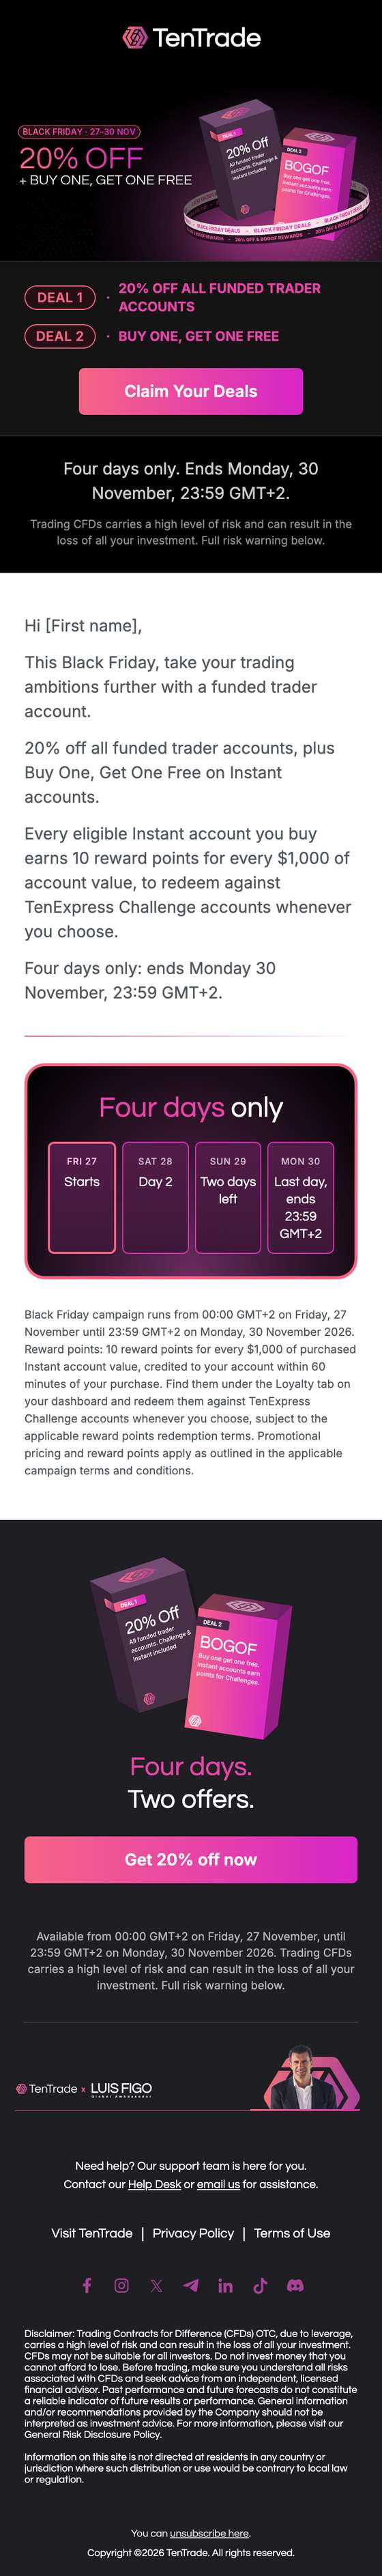 TenTrade
BLACK FRIDAY · 27–30 NOV
20% OFF
+ BUY ONE, GET ONE FREE
DEAL 1
20% Off
All funded trader
accounts. Challenge &
Instant included
DEAL 2
BOGOF
Buy one get one free.
Instant accounts earn
points for Challenges.
BLACK FRIDAY DEALS
20% OFF & BOGOF REWARDS
DEAL 1 · 20% OFF ALL FUNDED TRADER
ACCOUNTS
DEAL 2 · BUY ONE, GET ONE FREE
Claim Your Deals
Four days only. Ends Monday, 30
November, 23:59 GMT+2.
Trading CFDs carries a high level of risk and can result in the
loss of all your investment. Full risk warning below.
Hi [First name],
This Black Friday, take your trading
ambitions further with a funded trader
account.
20% off all funded trader accounts, plus
Buy One, Get One Free on Instant
accounts.
Every eligible Instant account you buy
earns 10 reward points for every $1,000 of
account value, to redeem against
TenExpress Challenge accounts whenever
you choose.
Four days only: ends Monday 30
November, 23:59 GMT+2.
Four days only
FRI 27
Starts
SAT 28
Day 2
SUN 29
Two days
left
MON 30
Last day,
ends
23:59
GMT+2
Black Friday campaign runs from 00:00 GMT+2 on Friday, 27
November until 23:59 GMT+2 on Monday, 30 November 2026.
Reward points: 10 reward points for every $1,000 of purchased
Instant account value, credited to your account within 60
minutes of your purchase. Find them under the Loyalty tab on
your dashboard and redeem them against TenExpress
Challenge accounts whenever you choose, subject to the
applicable reward points redemption terms. Promotional
pricing and reward points apply as outlined in the applicable
campaign terms and conditions.
DEAL 1
20% Off
All funded trader
accounts. Challenge &
Instant included
DEAL 2
BOGOF
Buy one get one free.
Instant accounts earn
points for Challenges.
Four days.
Two offers.
Get 20% off now
Available from 00:00 GMT+2 on Friday, 27 November, until
23:59 GMT+2 on Monday, 30 November 2026. Trading CFDs
carries a high level of risk and can result in the loss of all your
investment. Full risk warning below.
TenTrade x LUIS FIGO
Global Ambassador
Need help? Our support team is here for you.
Contact our Help Desk or email us for assistance.
Visit TenTrade | Privacy Policy | Terms of Use
Disclaimer: Trading Contracts for Difference (CFDs) OTC, due to leverage,
carries a high level of risk and can result in the loss of all your investment.
CFDs may not be suitable for all investors. Do not invest money that you
cannot afford to lose. Before trading, make sure you understand all risks
associated with CFDs and seek advice from an independent, licensed
financial advisor. Past performance and future forecasts do not constitute
a reliable indicator of future results or performance. General information
and/or recommendations provided by the Company should not be
interpreted as investment advice. For more information, please visit our
General Risk Disclosure Policy.
Information on this site is not directed at residents in any country or
jurisdiction where such distribution or use would be contrary to local law
or regulation.
You can unsubscribe here.
Copyright ©2026 TenTrade. All rights reserved.